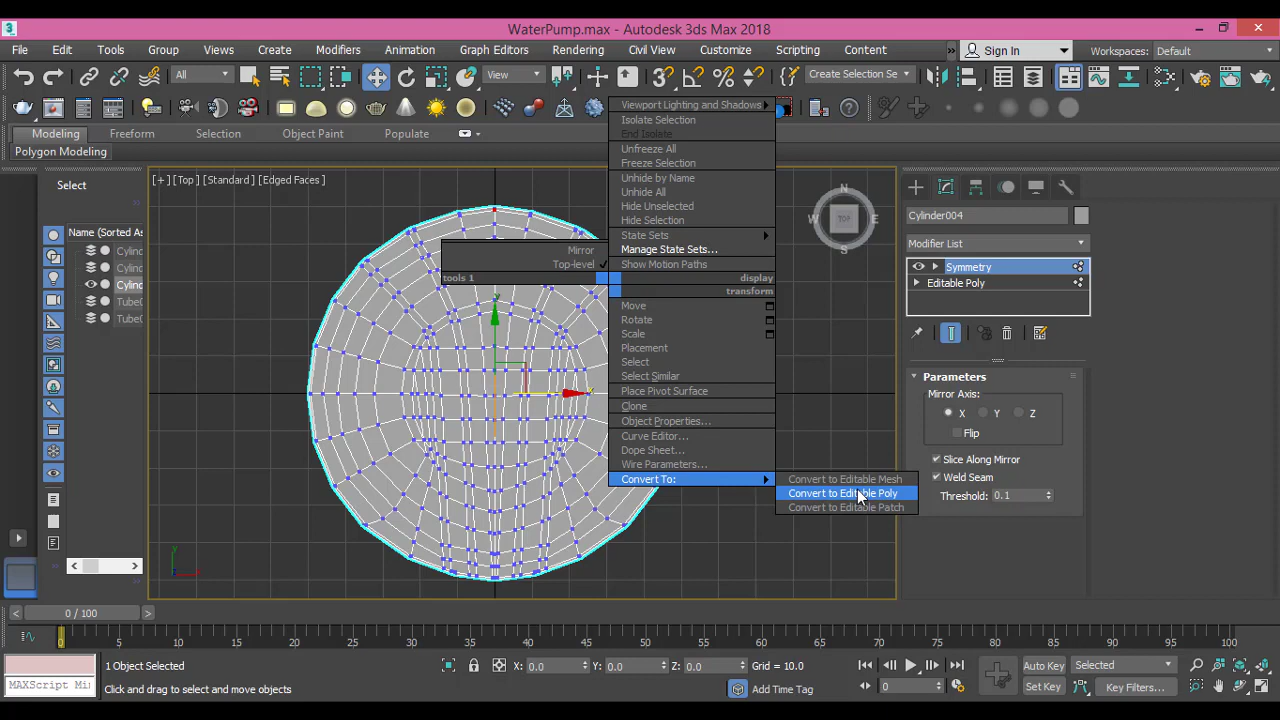 WaterPump.max - Autodesk 3ds Max 2018
File Edit Tools Group Views Create Modifiers Animation Graph Editors Rendering Civil View Customize Scripting Content » Sign In Workspaces: Default
All View Create Selection Se
Modeling Freeform Selection Object Paint Populate
Polygon Modeling
Select
Name (Sorted As
Cylin
Cylin
Cylin
Tube0
Tube0
[+] [Top] [Standard] [Edged Faces]
N
W TOP E
S
Viewport Lighting and Shadows
Isolate Selection
End Isolate
Unfreeze All
Freeze Selection
Unhide by Name
Unhide All
Hide Unselected
Hide Selection
State Sets
Manage State Sets...
Show Motion Paths
Mirror
Top-level
tools 1
display
transform
Move
Rotate
Scale
Placement
Select
Select Similar
Place Pivot Surface
Clone
Object Properties...
Curve Editor...
Dope Sheet...
Wire Parameters...
Convert To:
Convert to Editable Mesh
Convert to Editable Poly
Convert to Editable Patch
y
x
y
Cylinder004
Modifier List
Symmetry
Editable Poly
Parameters
Mirror Axis:
X Y Z
Flip
Slice Along Mirror
Weld Seam
Threshold: 0.1
< 0 / 100 >
0 5 10 15 20 25 30 35 40 45 50 55 60 65 70 75 80 85 90 95 100
1 Object Selected
X: 0.0 Y: 0.0 Z: 0.0 Grid = 10.0
Auto Key Selected
MAXScript Mi
Click and drag to select and move objects
Add Time Tag
0
Set Key Key Filters...